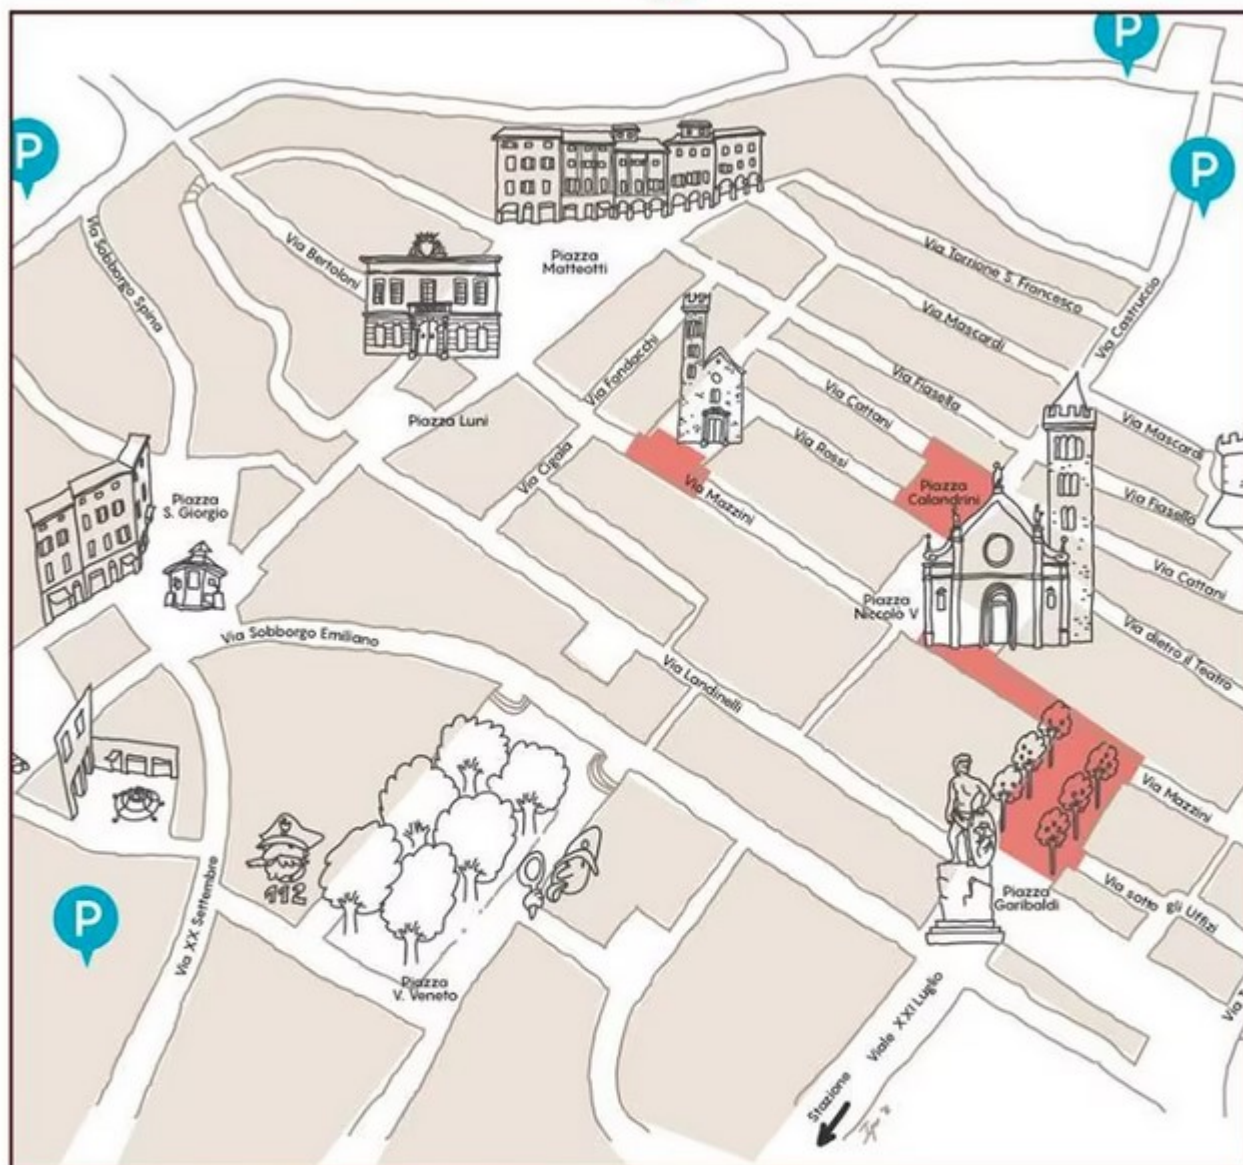 P
P
P
Via Sobborgo Spina
Via Bertoloni
Piazza
Matteotti
Via Torrione S. Francesco
Via Mascardi
Via Castruccio
Via Fondacchi
Via Fiasella
Via Cattani
Via Rossi
Piazza Luni
Via Cigala
Via Mazzini
Piazza
Calandrini
Via Mascardi
Via Fiasella
Via Cattani
Piazza
S. Giorgio
Piazza
Niccolò V
Via dietro il Teatro
Via Sobborgo Emiliano
Via Landinelli
Via Mazzini
112
Via XX Settembre
P
Piazza
Garibaldi
Via sotto gli Uffizi
Piazza
V. Veneto
Viale XXI Luglio
Stazione
Via